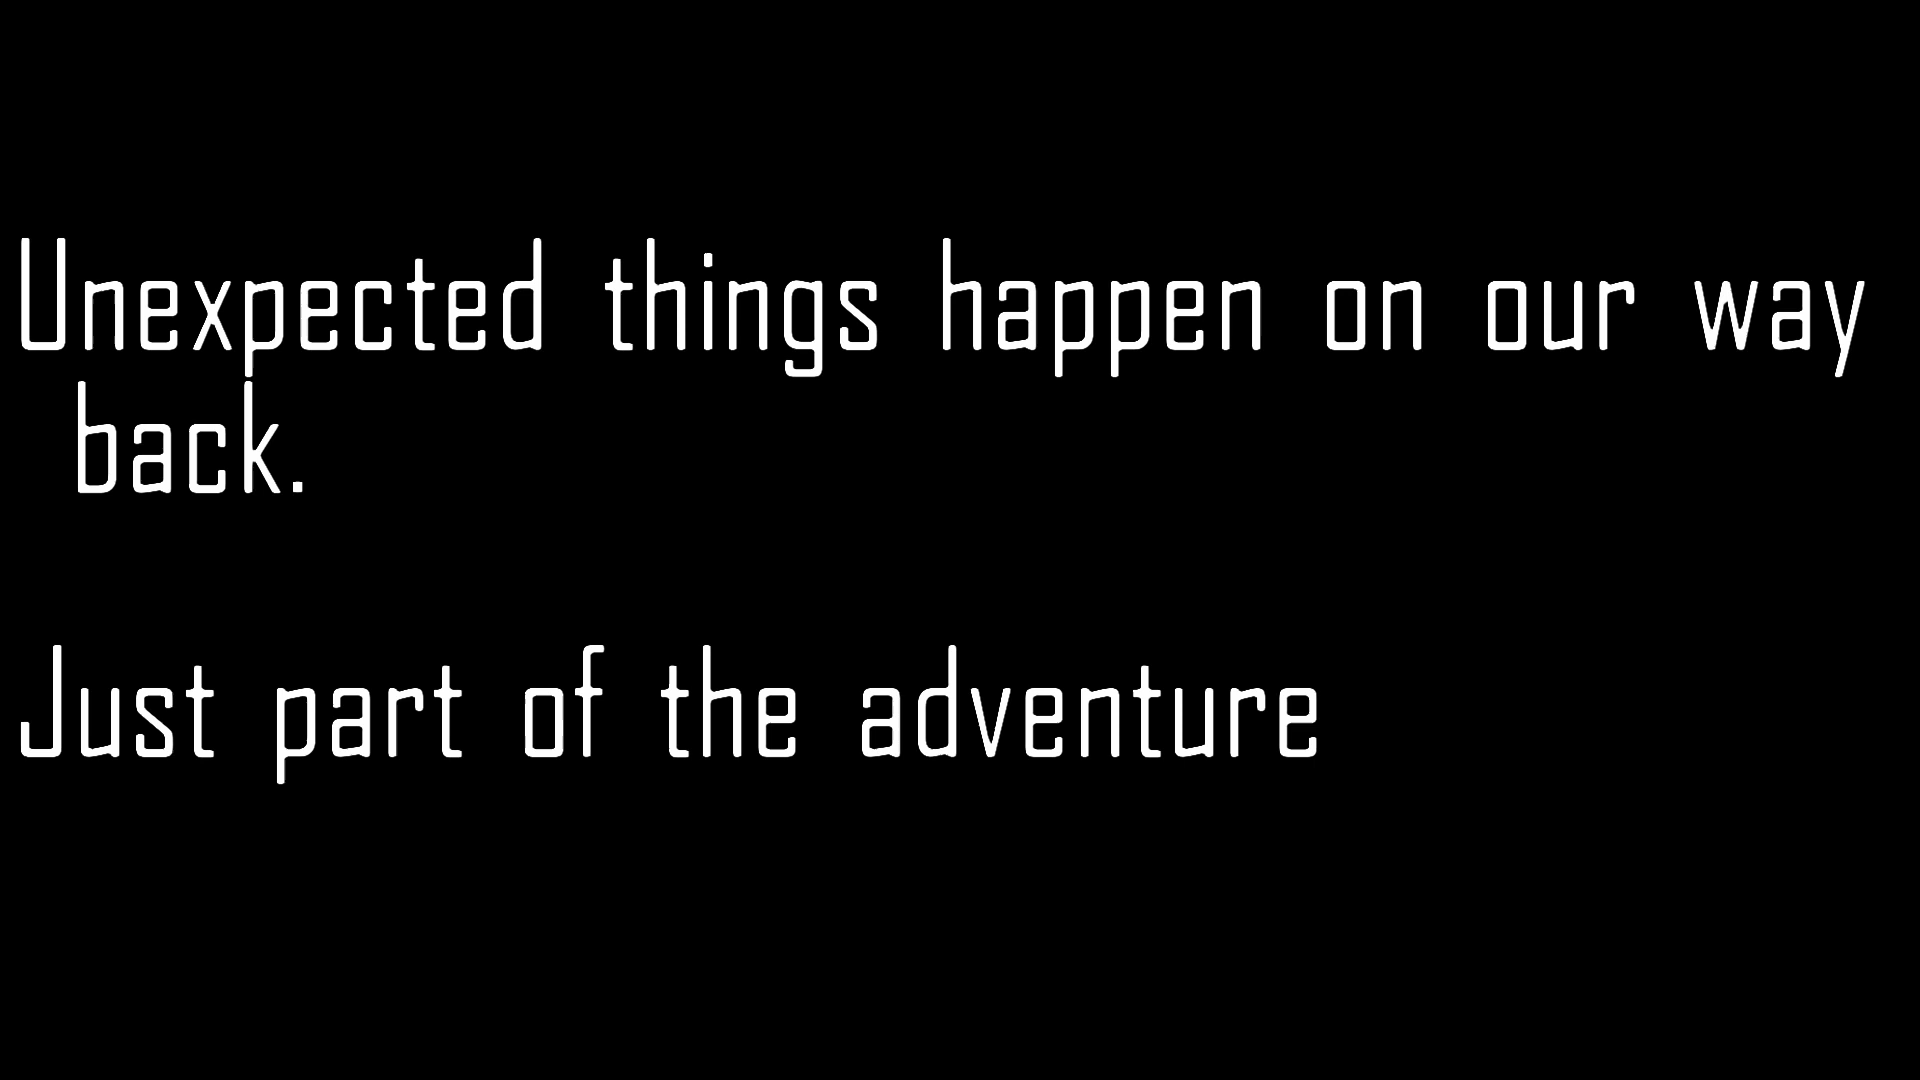 Unexpected things happen on our way
back.
Just part of the adventure